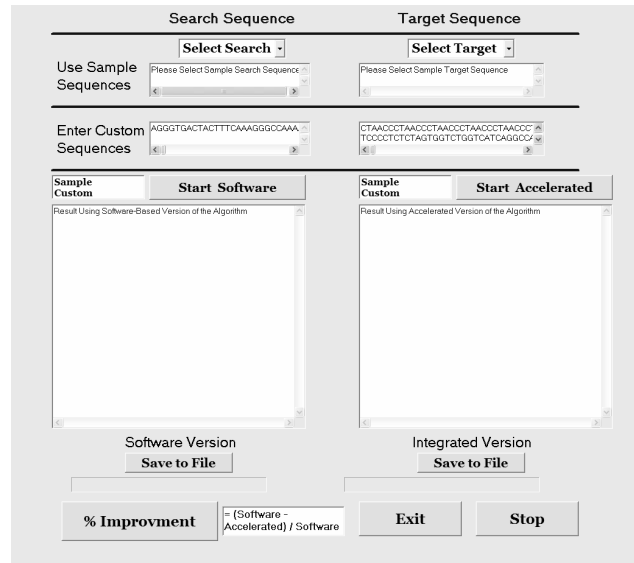 Search Sequence
Target Sequence
Select Search
Select Target
Use Sample
Sequences
Please Select Sample Search Sequence
Please Select Sample Target Sequence
Enter Custom
Sequences
AGGGTGACTACTTTCAAAGGGCCAAA
CTAACCCTAACCCTAACCCTAACCCTAACCCT
TCCCCTCTCTAGTGGTCTGGTCATCAGGCCA
Sample
Custom
Start Software
Sample
Custom
Start Accelerated
Result Using Software-Based Version of the Algorithm
Result Using Accelerated Version of the Algorithm
Software Version
Integrated Version
Save to File
Save to File
% Improvment
= (Software -
Accelerated) / Software
Exit
Stop